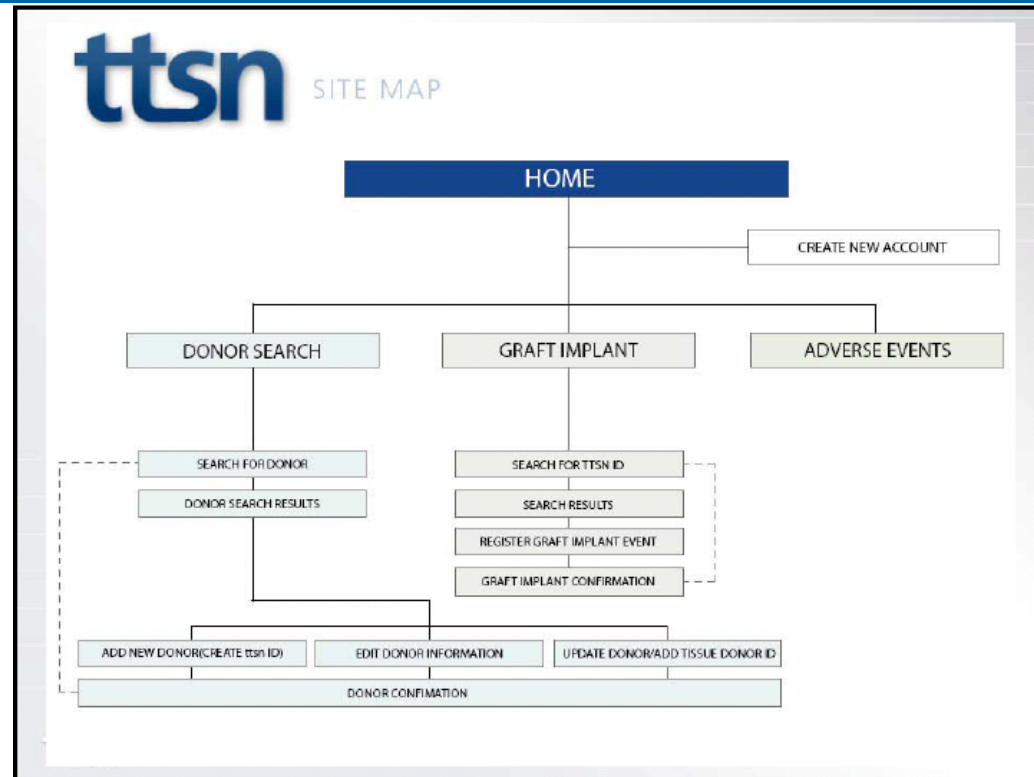 ttsn SITE MAP
HOME
CREATE NEW ACCOUNT
DONOR SEARCH
GRAFT IMPLANT
ADVERSE EVENTS
SEARCH FOR DONOR
DONOR SEARCH RESULTS
SEARCH FOR TTSN ID
SEARCH RESULTS
REGISTER GRAFT IMPLANT EVENT
GRAFT IMPLANT CONFIRMATION
ADD NEW DONOR(CREATE ttsn ID)
EDIT DONOR INFORMATION
UPDATE DONOR/ADD TISSUE DONOR ID
DONOR CONFIMATION